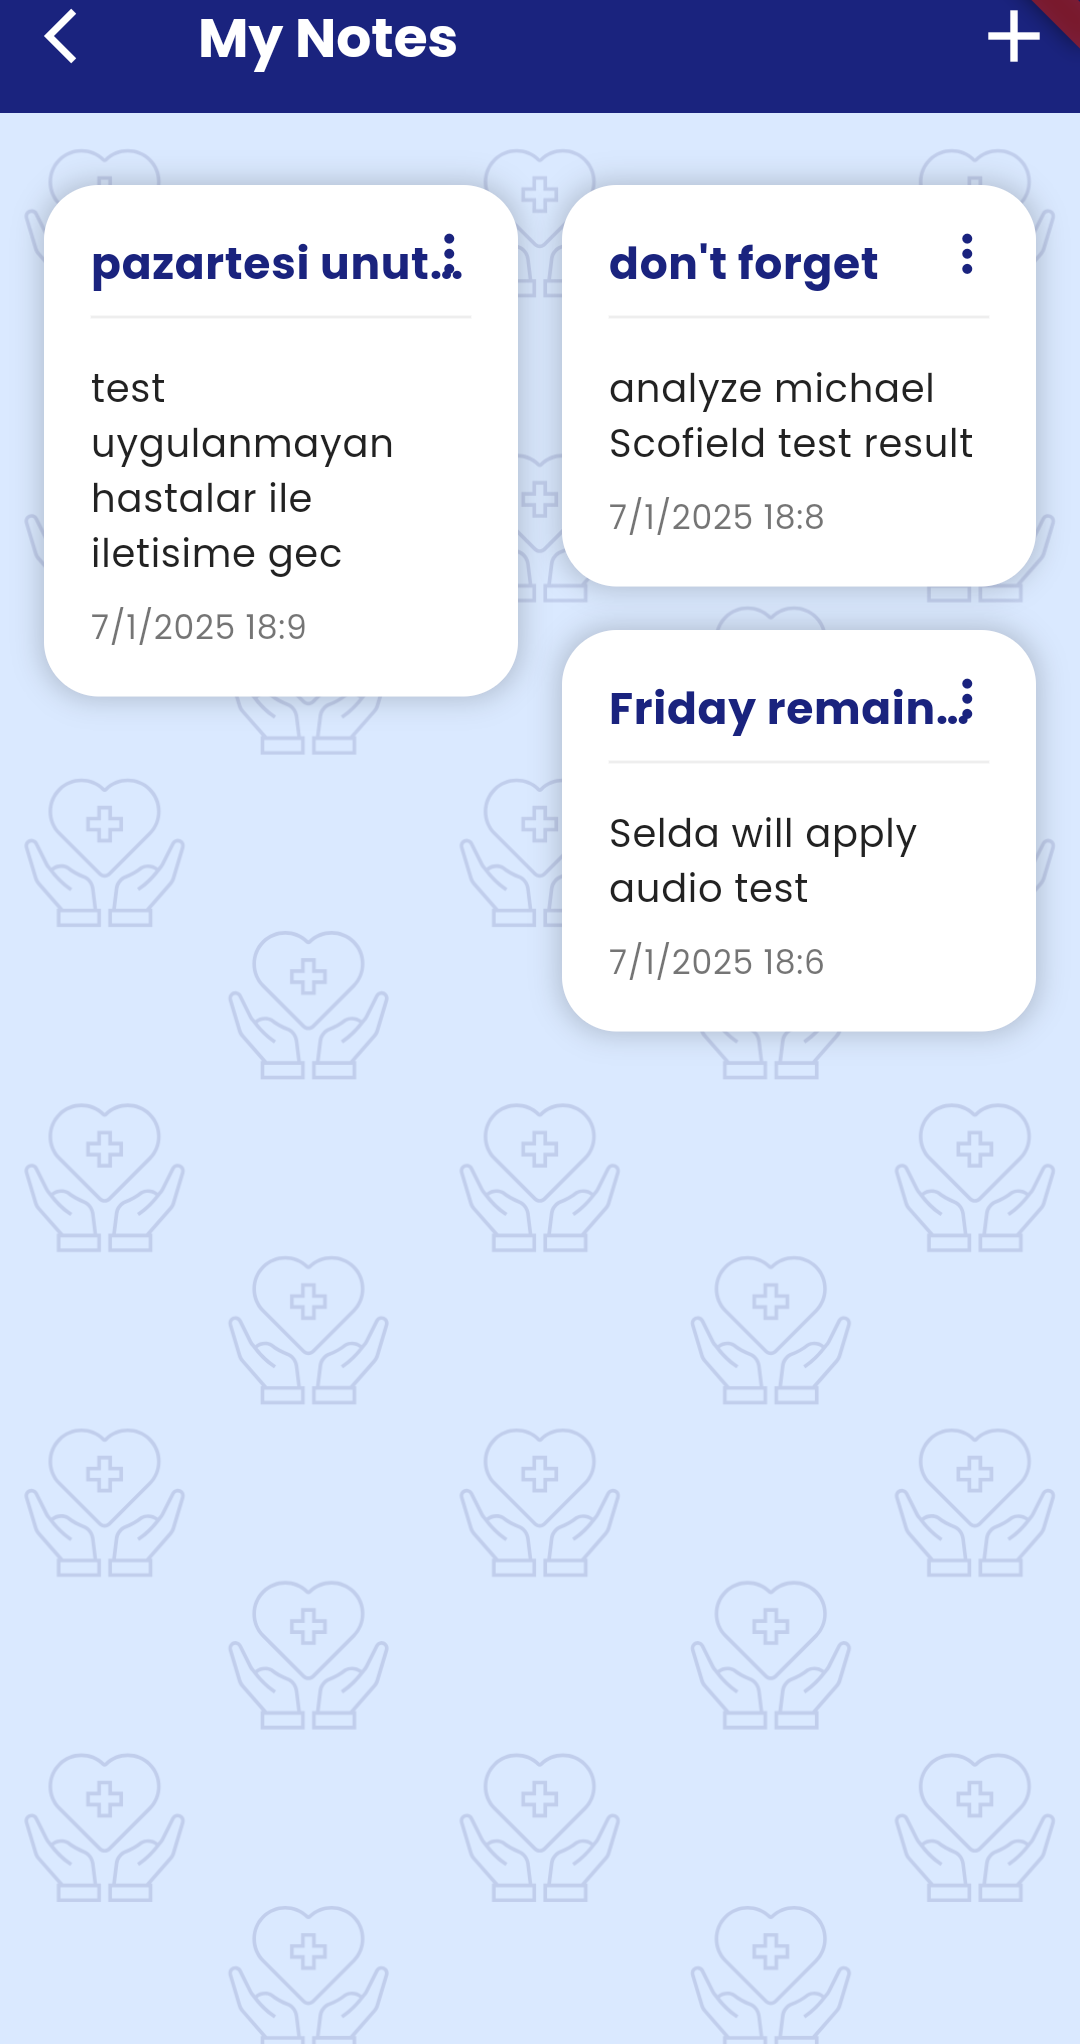 My Notes
pazartesi unut...
test
uygulanmayan
hastalar ile
iletisime gec
7/1/2025 18:9
don't forget
analyze michael
Scofield test result
7/1/2025 18:8
Friday remain...
Selda will apply
audio test
7/1/2025 18:6